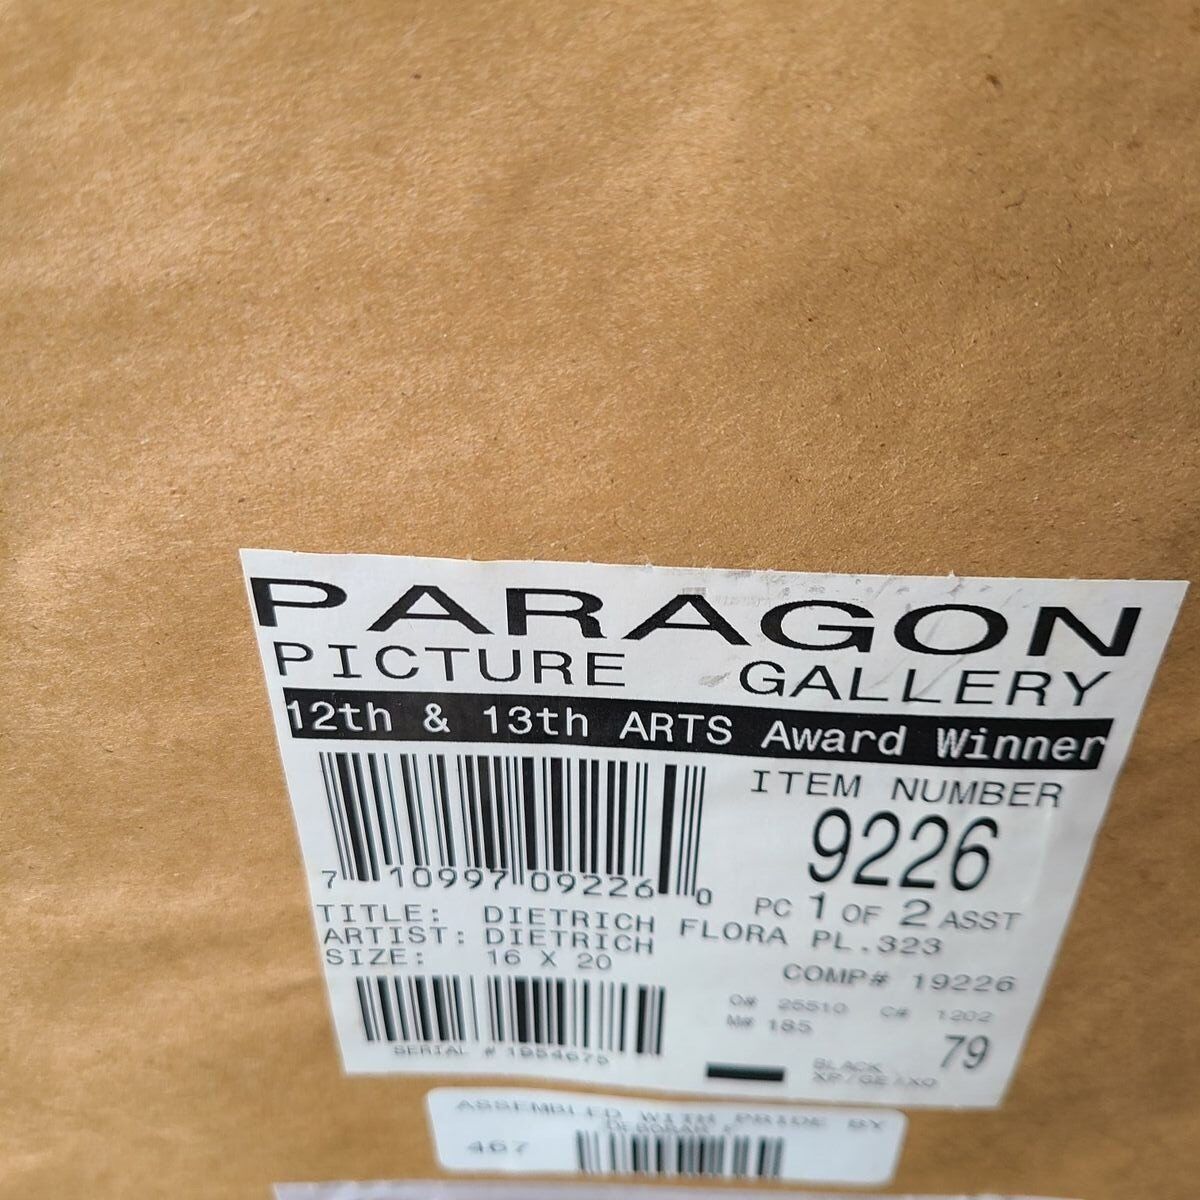 PARAGON
PICTURE GALLERY
12th & 13th ARTS Award Winner
ITEM NUMBER
9226
7 10997 09226 0
PC 1 OF 2 ASST
TITLE: DIETRICH FLORA PL.323
ARTIST: DIETRICH
SIZE: 16 X 20
COMP# 19226
O# 25510 C# 1202
M# 185
79
SERIAL # 1954675
BLACK
ASSEMBLED WITH PRIDE BY
467